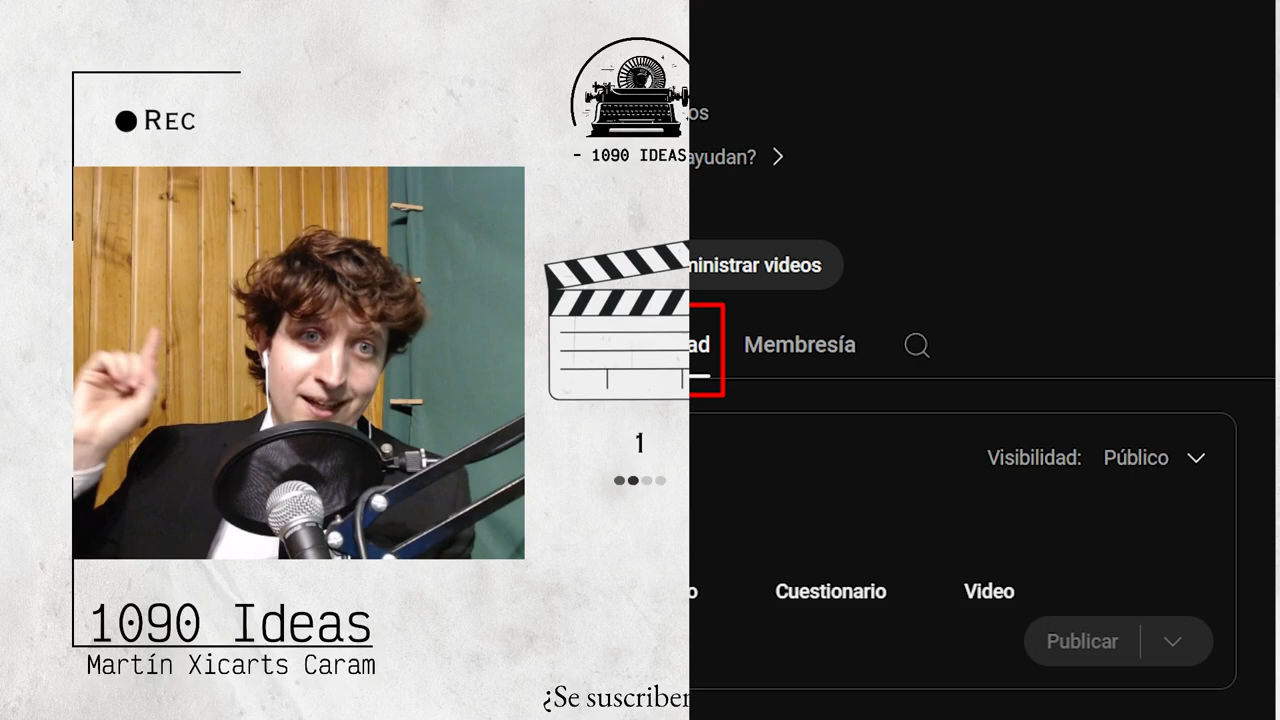 REC
- 1090 IDEAS
1
1090 Ideas
Martín Xicarts Caram
¿Se suscriben
os
ayudan?
ministrar videos
ad
Membresía
Visibilidad:
Público
o
Cuestionario
Video
Publicar